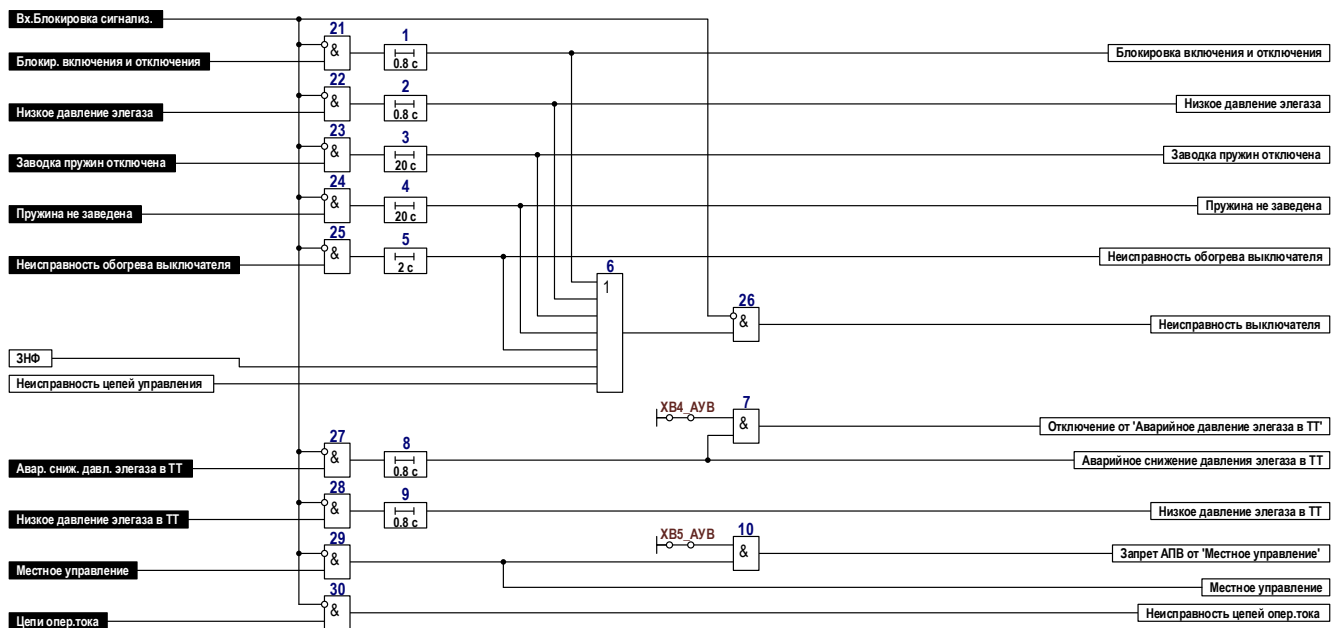 Вх.Блокировка сигнализ.
21
1
&
0.8 с
Блокир. включения и отключения
Блокировка включения и отключения
22
2
&
0.8 с
Низкое давление элегаза
Низкое давление элегаза
23
3
&
20 с
Заводка пружин отключена
Заводка пружин отключена
24
4
&
20 с
Пружина не заведена
Пружина не заведена
25
5
&
2 с
Неисправность обогрева выключателя
Неисправность обогрева выключателя
6
1
26
&
Неисправность выключателя
ЗНФ
Неисправность цепей управления
XB4_АУВ
7
&
Отключение от 'Аварийное давление элегаза в ТТ'
27
8
&
0.8 с
Авар. сниж. давл. элегаза в ТТ
Аварийное снижение давления элегаза в ТТ
28
9
&
0.8 с
Низкое давление элегаза в ТТ
Низкое давление элегаза в ТТ
29
XB5_АУВ
10
&
&
Запрет АПВ от 'Местное управление'
Местное управление
Местное управление
30
&
Цепи опер.тока
Неисправность цепей опер.тока